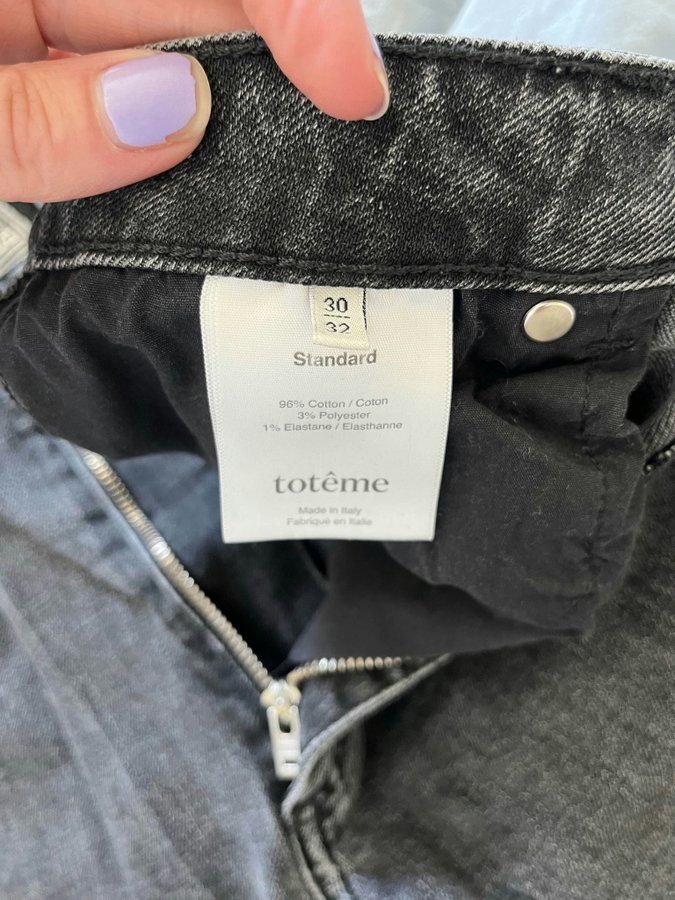 30
32
Standard
96% Cotton / Coton
3% Polyester
1% Elastane / Elasthanne
totême
Made in Italy
Fabriqué en Italie